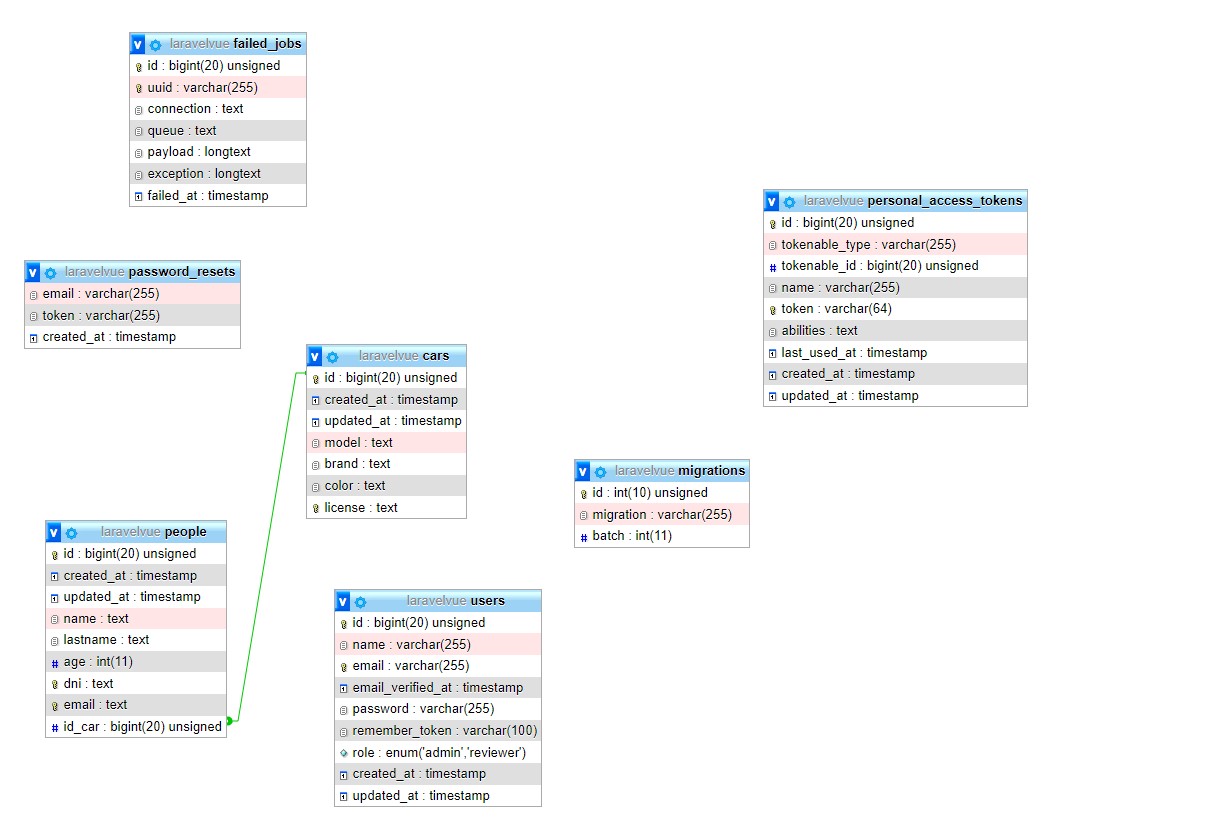 laravelvue failed_jobs
id : bigint(20) unsigned
uuid : varchar(255)
connection : text
queue : text
payload : longtext
exception : longtext
failed_at : timestamp
laravelvue personal_access_tokens
id : bigint(20) unsigned
tokenable_type : varchar(255)
tokenable_id : bigint(20) unsigned
name : varchar(255)
token : varchar(64)
abilities : text
last_used_at : timestamp
created_at : timestamp
updated_at : timestamp
laravelvue password_resets
email : varchar(255)
token : varchar(255)
created_at : timestamp
laravelvue cars
id : bigint(20) unsigned
created_at : timestamp
updated_at : timestamp
model : text
brand : text
color : text
license : text
laravelvue migrations
id : int(10) unsigned
migration : varchar(255)
batch : int(11)
laravelvue people
id : bigint(20) unsigned
created_at : timestamp
updated_at : timestamp
name : text
lastname : text
age : int(11)
dni : text
email : text
id_car : bigint(20) unsigned
laravelvue users
id : bigint(20) unsigned
name : varchar(255)
email : varchar(255)
email_verified_at : timestamp
password : varchar(255)
remember_token : varchar(100)
role : enum('admin','reviewer')
created_at : timestamp
updated_at : timestamp